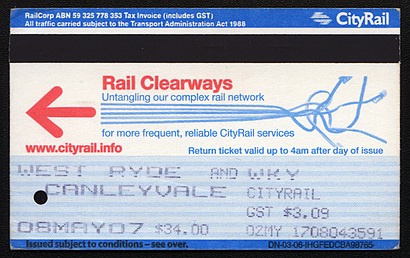 RailCorp ABN 59 325 778 353 Tax Invoice (includes GST)
All traffic carried subject to the Transport Administration Act 1988
CityRail
Rail Clearways
Untangling our complex rail network
for more frequent, reliable CityRail services
www.cityrail.info
Return ticket valid up to 4am after day of issue
WEST RYDE AND WKY
CANLEYVALE CITYRAIL
GST $3.09
08MAY07 $34.00 OZMY 1708043591
Issued subject to conditions – see over.
DN-03-06-IHGFEDCBA98765